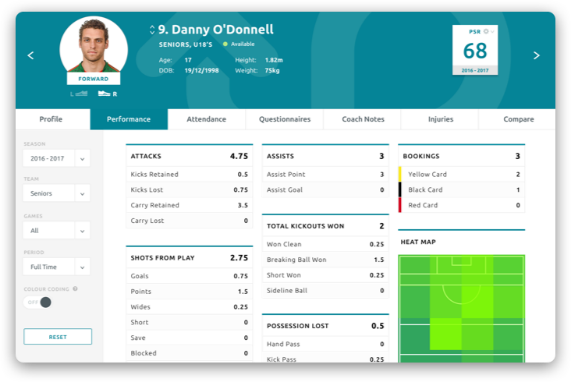 9. Danny O'Donnell
SENIORS, U18'S
Available
Age: 17
Height: 1.82m
DOB: 19/12/1998
Weight: 75kg
FORWARD
L
R
PSR
68
2016-2017
Profile
Performance
Attendance
Questionnaires
Coach Notes
Injuries
Compare
SEASON
2016 - 2017
TEAM
Seniors
GAMES
All
PERIOD
Full Time
COLOUR CODING
OFF
RESET
ATTACKS 4.75
Kicks Retained 0.5
Kicks Lost 0.75
Carry Retained 3.5
Carry Lost 0
SHOTS FROM PLAY 2.75
Goals 0.75
Points 1.5
Wides 0.25
Short 0
Save 0
Blocked 0
ASSISTS 3
Assist Point 3
Assist Goal 0
TOTAL KICKOUTS WON 2
Won Clean 0.25
Breaking Ball Won 1.5
Short Won 0.25
Sideline Ball 0
POSSESSION LOST 0.5
Hand Pass 0
Kick Pass 0.25
BOOKINGS 3
Yellow Card 2
Black Card 1
Red Card 0
HEAT MAP